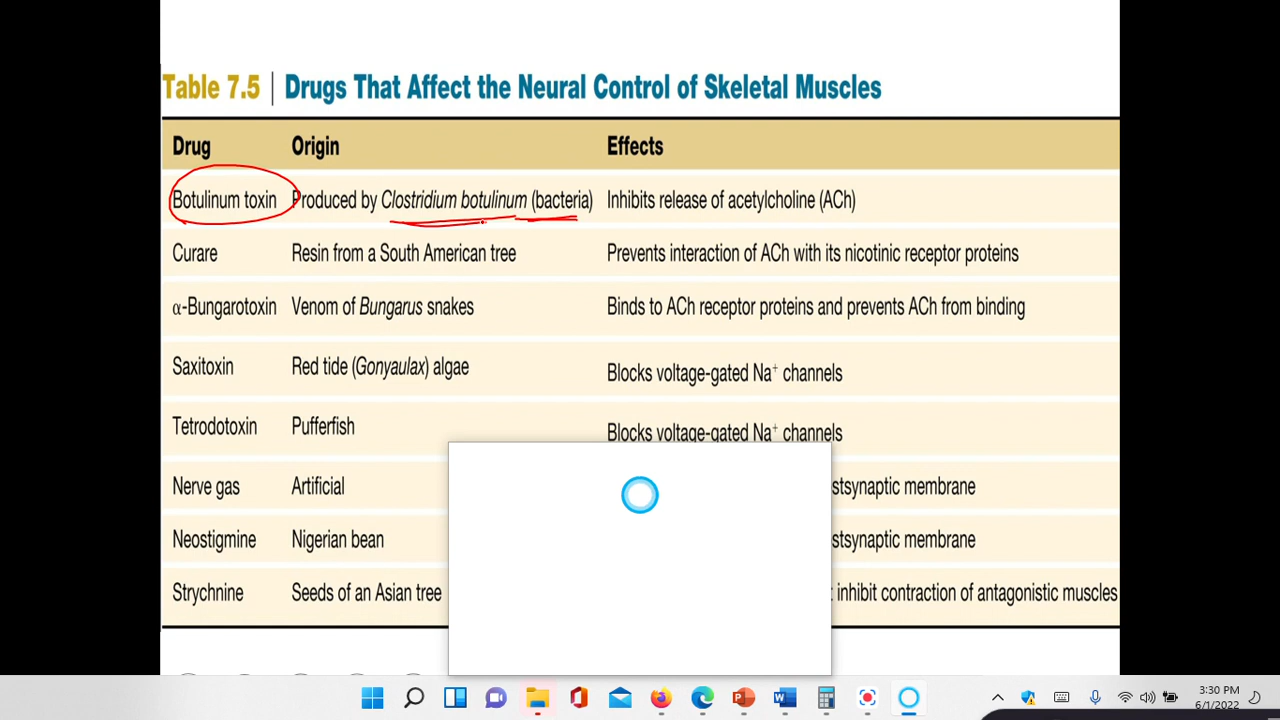 Table 7.5 | Drugs That Affect the Neural Control of Skeletal Muscles
Drug Origin Effects
Botulinum toxin Produced by Clostridium botulinum (bacteria) Inhibits release of acetylcholine (ACh)
Curare Resin from a South American tree Prevents interaction of ACh with its nicotinic receptor proteins
α-Bungarotoxin Venom of Bungarus snakes Binds to ACh receptor proteins and prevents ACh from binding
Saxitoxin Red tide (Gonyaulax) algae Blocks voltage-gated Na⁺ channels
Tetrodotoxin Pufferfish Blocks voltage-gated Na⁺ channels
Nerve gas Artificial stsynaptic membrane
Neostigmine Nigerian bean stsynaptic membrane
Strychnine Seeds of an Asian tree inhibit contraction of antagonistic muscles
3:30 PM
6/1/2022